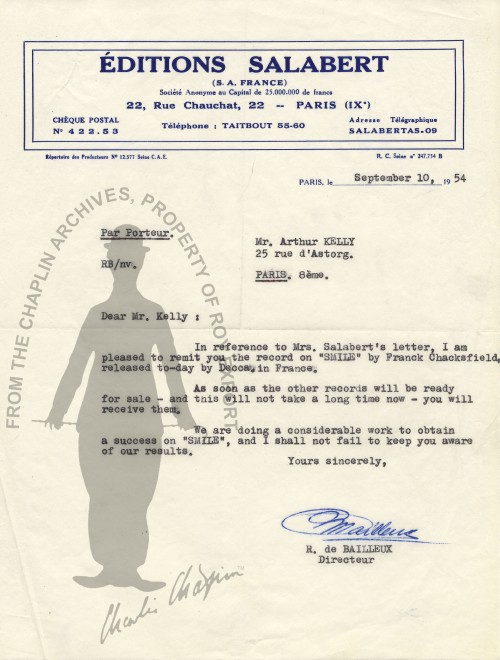 ÉDITIONS SALABERT
(S. A. FRANCE)
Société Anonyme au Capital de 25.000.000 de francs
22, Rue Chauchat, 22 -- PARIS (IXᵉ)
CHÈQUE POSTAL
N° 422.53
Téléphone : TAITBOUT 55-60
Adresse Télégraphique
SALABERTAS-09
Répertoire des Producteurs N° 12.577 Seine C.A.E.
R. C. Seine n° 247.734 B
PARIS, le September 10, 1954
Par Porteur.
RB/nv.
Mr. Arthur KELLY
25 rue d'Astorg.
PARIS. 8ème.
Dear Mr. Kelly :
In reference to Mrs. Salabert's letter, I am
pleased to remit you the record on "SMILE" by Franck Chacksfield,
released to-day by Decca, in France.
As soon as the other records will be ready
for sale - and this will not take a long time now - you will
receive them.
We are doing a considerable work to obtain
a success on "SMILE", and I shall not fail to keep you aware
of our results.
Yours sincerely,
R. de BAILLEUX
Directeur
FROM THE CHAPLIN ARCHIVES, PROPERTY OF ROY EXPORT
Charlie Chaplin